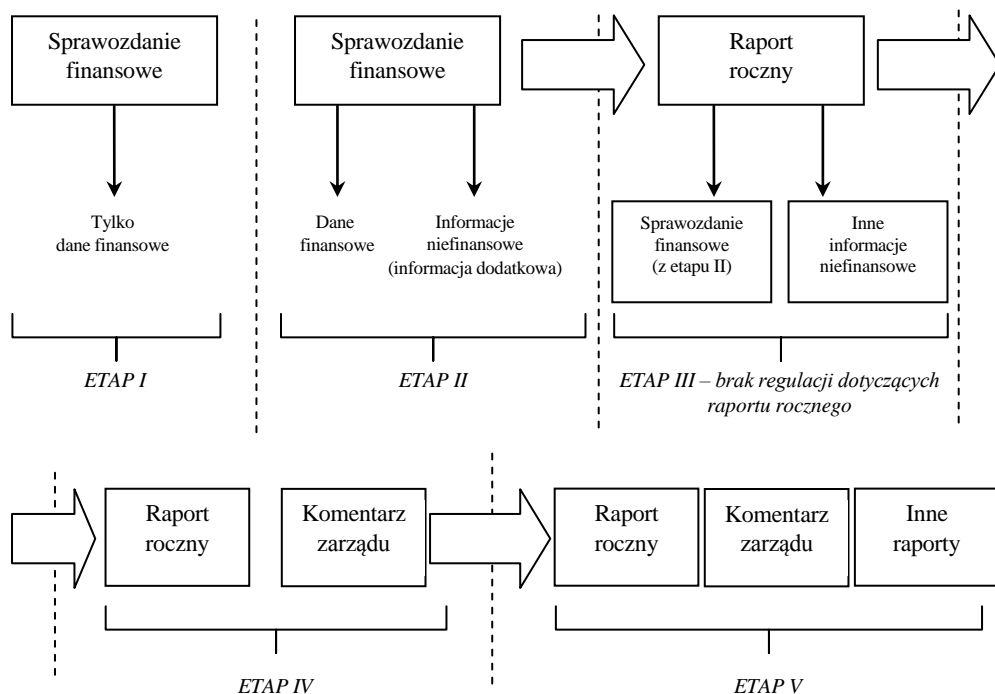 Sprawozdanie
finansowe
Tylko
dane finansowe
ETAP I
Sprawozdanie
finansowe
Dane
finansowe
Informacje
niefinansowe
(informacja dodatkowa)
ETAP II
Raport
roczny
Sprawozdanie
finansowe
(z etapu II)
Inne
informacje
niefinansowe
ETAP III – brak regulacji dotyczących
raportu rocznego
Raport
roczny
Komentarz
zarządu
ETAP IV
Raport
roczny
Komentarz
zarządu
Inne
raporty
ETAP V